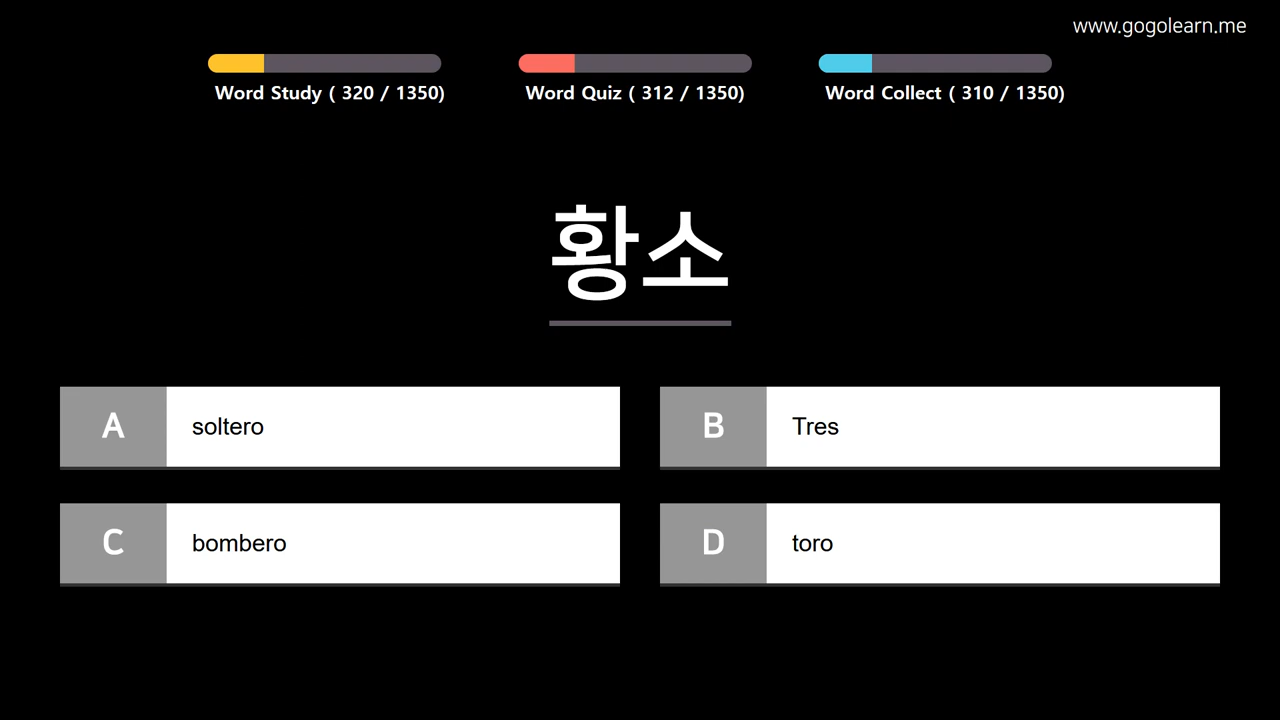 www.gogolearn.me
Word Study ( 320 / 1350)
Word Quiz ( 312 / 1350)
Word Collect ( 310 / 1350)
황소
A soltero
B Tres
C bombero
D toro